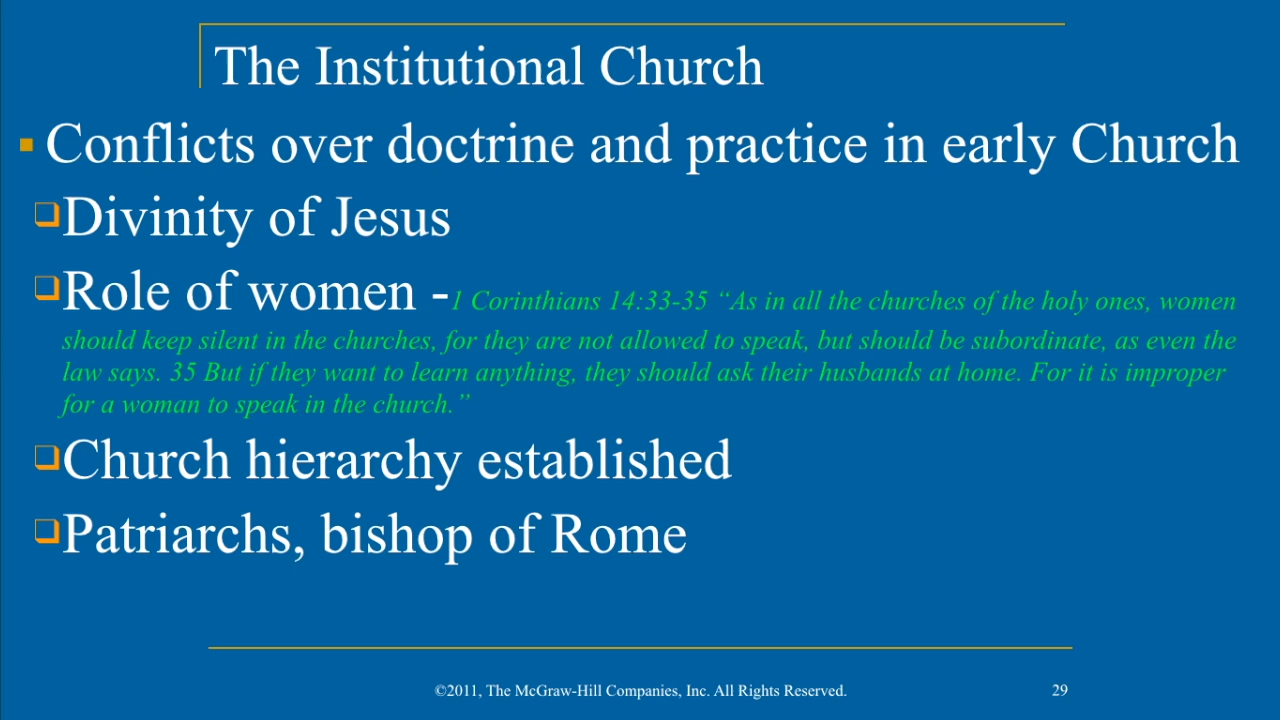 The Institutional Church
Conflicts over doctrine and practice in early Church
Divinity of Jesus
Role of women -1 Corinthians 14:33-35 “As in all the churches of the holy ones, women
should keep silent in the churches, for they are not allowed to speak, but should be subordinate, as even the
law says. 35 But if they want to learn anything, they should ask their husbands at home. For it is improper
for a woman to speak in the church.”
Church hierarchy established
Patriarchs, bishop of Rome
©2011, The McGraw-Hill Companies, Inc. All Rights Reserved.
29